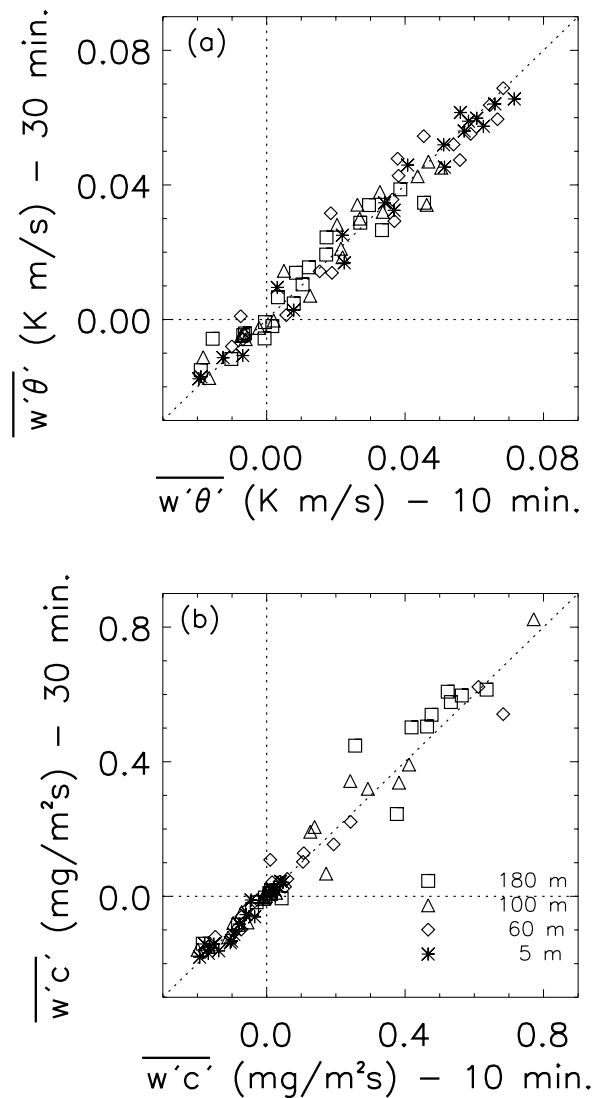 (a)
0.08
0.04
0.00
w´θ´ (K m/s) – 30 min.
0.00 0.04 0.08
w´θ´ (K m/s) – 10 min.
(b)
0.8
0.4
0.0
w´c´ (mg/m²s) – 30 min.
180 m
100 m
60 m
5 m
0.0 0.4 0.8
w´c´ (mg/m²s) – 10 min.